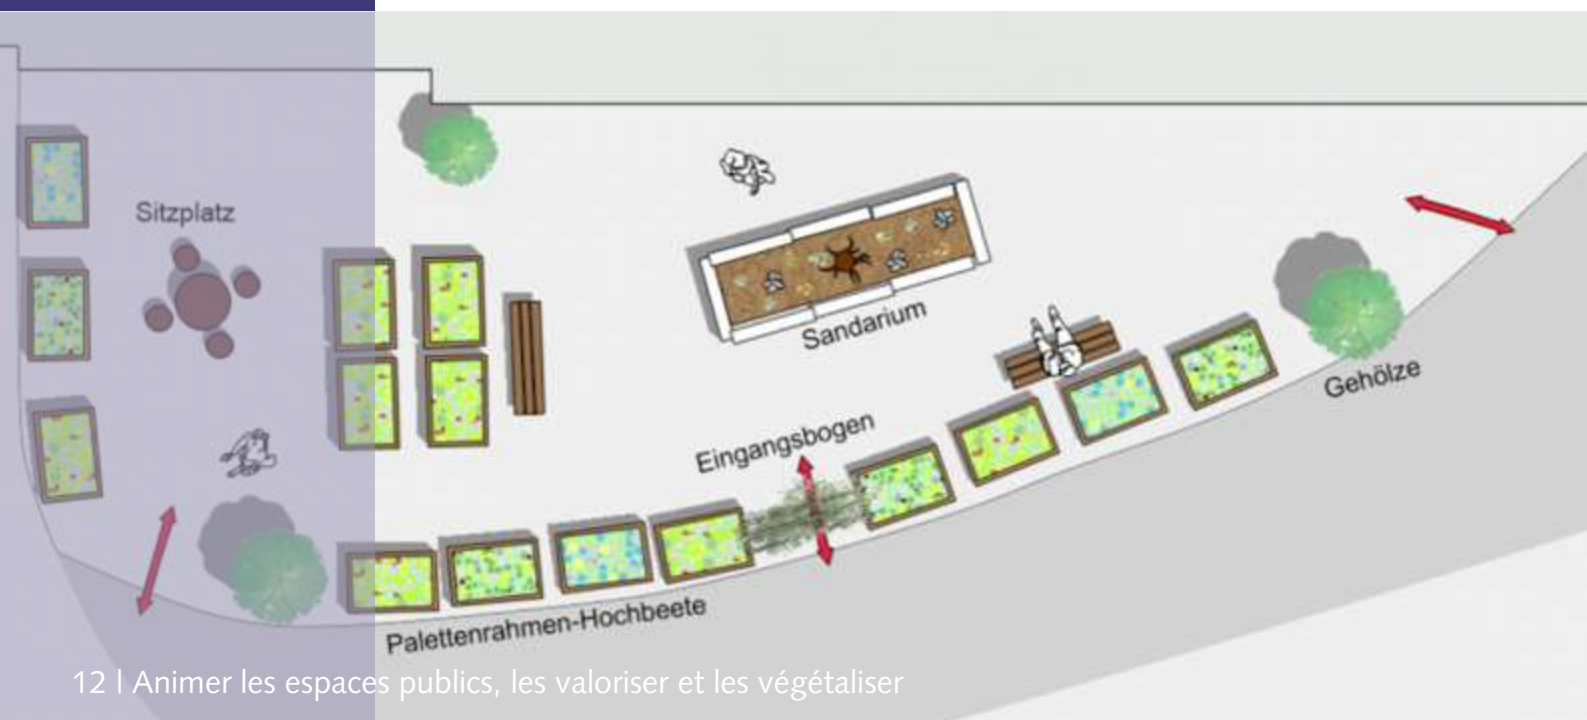 Sitzplatz
Sandarium
Gehölze
Eingangsbogen
Palettenrahmen-Hochbeete
12 | Animer les espaces publics, les valoriser et les végétaliser